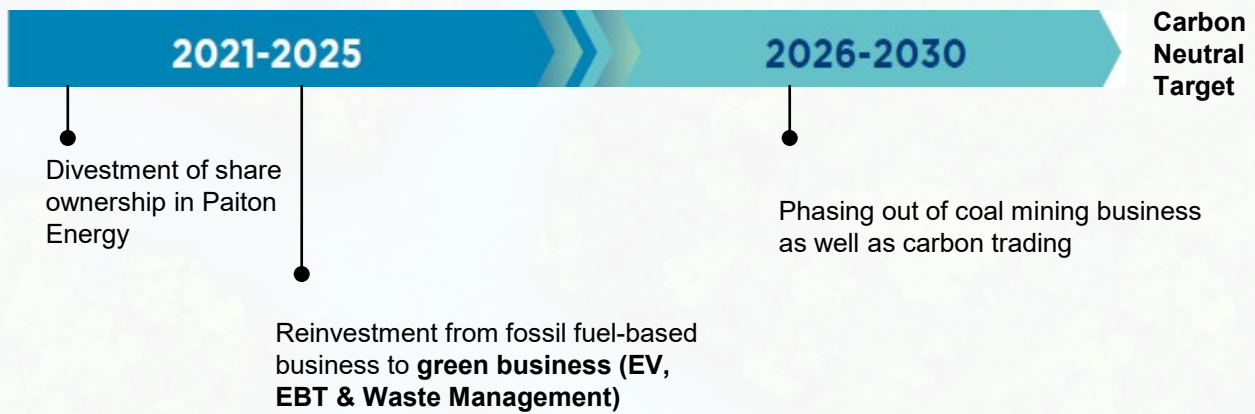 2021-2025
2026-2030
Carbon
Neutral
Target
Divestment of share
ownership in Paiton
Energy
Phasing out of coal mining business
as well as carbon trading
Reinvestment from fossil fuel-based
business to green business (EV,
EBT & Waste Management)